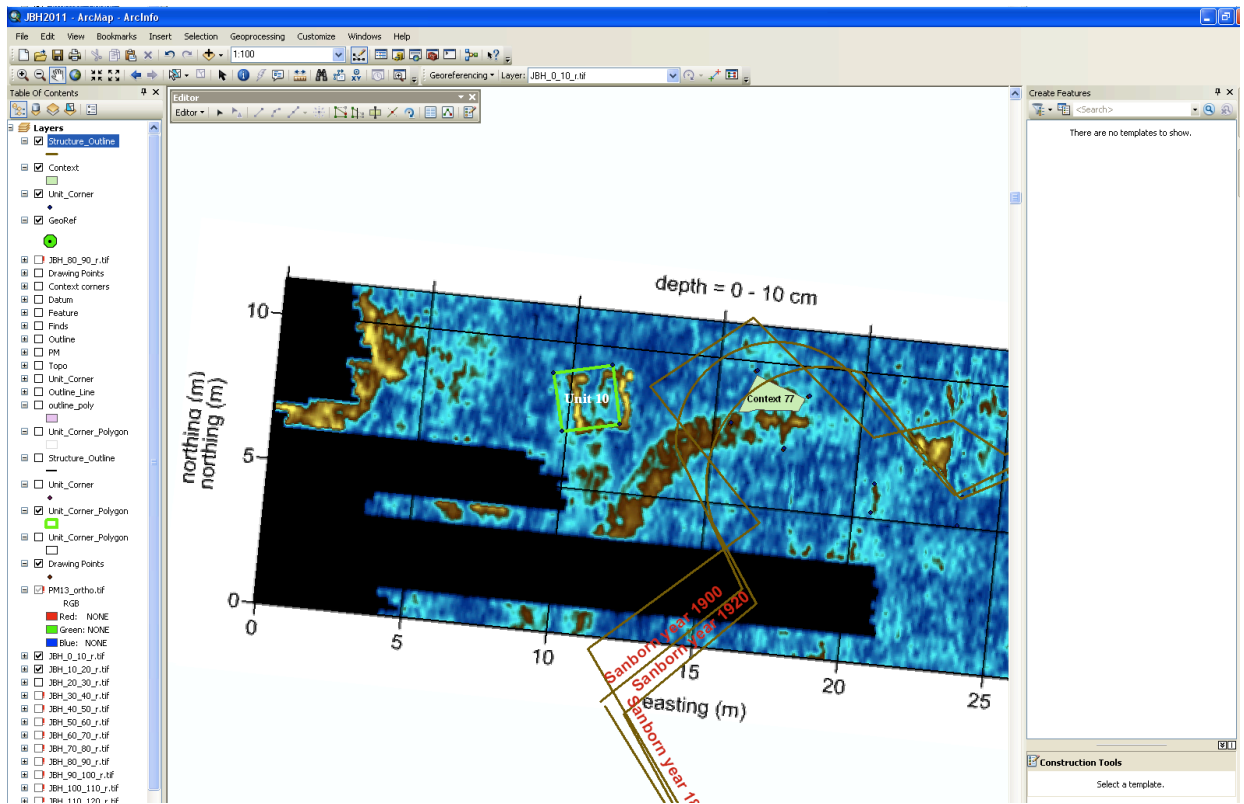 JBH2011 - ArcMap - ArcInfo
File Edit View Bookmarks Insert Selection Geoprocessing Customize Windows Help
1:100
Georeferencing Layer: JBH_0_10_r.tif
Table Of Contents
Layers
Structure_Outline
Context
Unit_Corner
GeoRef
JBH_80_90_r.tif
Drawing Points
Context corners
Datum
Feature
Finds
Outline
PM
Topo
Unit_Corner
Outline_Line
outline_poly
Unit_Corner_Polygon
Structure_Outline
Unit_Corner
Unit_Corner_Polygon
Unit_Corner_Polygon
Drawing Points
PM13_ortho.tif
RGB
Red: NONE
Green: NONE
Blue: NONE
JBH_0_10_r.tif
JBH_10_20_r.tif
JBH_20_30_r.tif
JBH_30_40_r.tif
JBH_40_50_r.tif
JBH_50_60_r.tif
JBH_60_70_r.tif
JBH_70_80_r.tif
JBH_80_90_r.tif
JBH_90_100_r.tif
JBH_100_110_r.tif
JBH_110_120_r.tif
Editor
Editor
depth = 0 - 10 cm
10
5
0
northing (m)
northing (m)
Unit 10
Context 77
Sanborn year 1900
Sanborn year 1920
Sanborn year 18
0
5
10
15
20
25
easting (m)
Create Features
<Search>
There are no templates to show.
Construction Tools
Select a template.